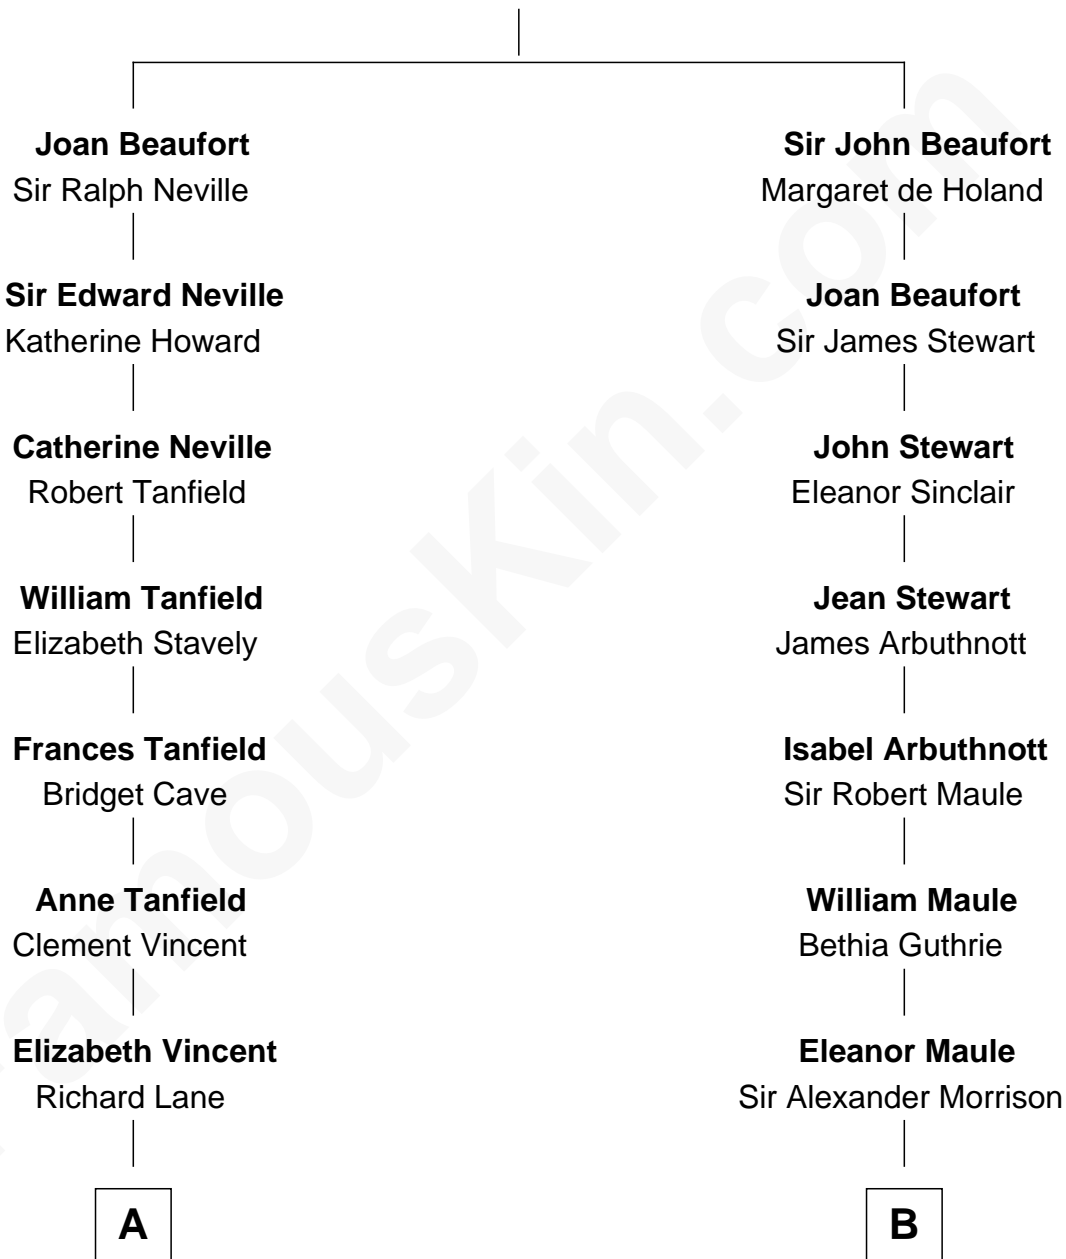 Joan Beaufort
Sir Ralph Neville
Sir Edward Neville
Katherine Howard
Catherine Neville
Robert Tanfield
William Tanfield
Elizabeth Stavely
Frances Tanfield
Bridget Cave
Anne Tanfield
Clement Vincent
Elizabeth Vincent
Richard Lane
A
Sir John Beaufort
Margaret de Holand
Joan Beaufort
Sir James Stewart
John Stewart
Eleanor Sinclair
Jean Stewart
James Arbuthnott
Isabel Arbuthnott
Sir Robert Maule
William Maule
Bethia Guthrie
Eleanor Maule
Sir Alexander Morrison
B
FamousKin.com